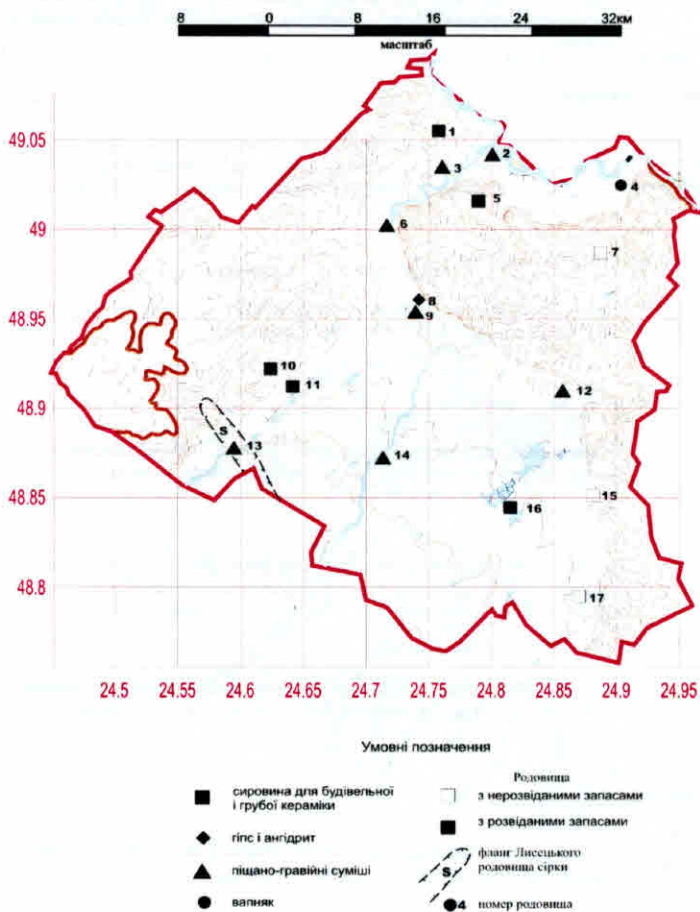 8 0 8 16 24 32км
масштаб
49.05
49
48.95
48.9
48.85
48.8
1
2
3
4
5
6
7
8
9
10
11
12
S
13
14
15
16
17
24.5 24.55 24.6 24.65 24.7 24.75 24.8 24.85 24.9 24.95
Умовні позначення
сировина для будівельної
і грубої кераміки
гіпс і ангідрит
піщано-гравійні суміші
вапняк
Родовища
з нерозвіданими запасами
з розвіданими запасами
S
фланг Лисецького
родовища сірки
4 номер родовища